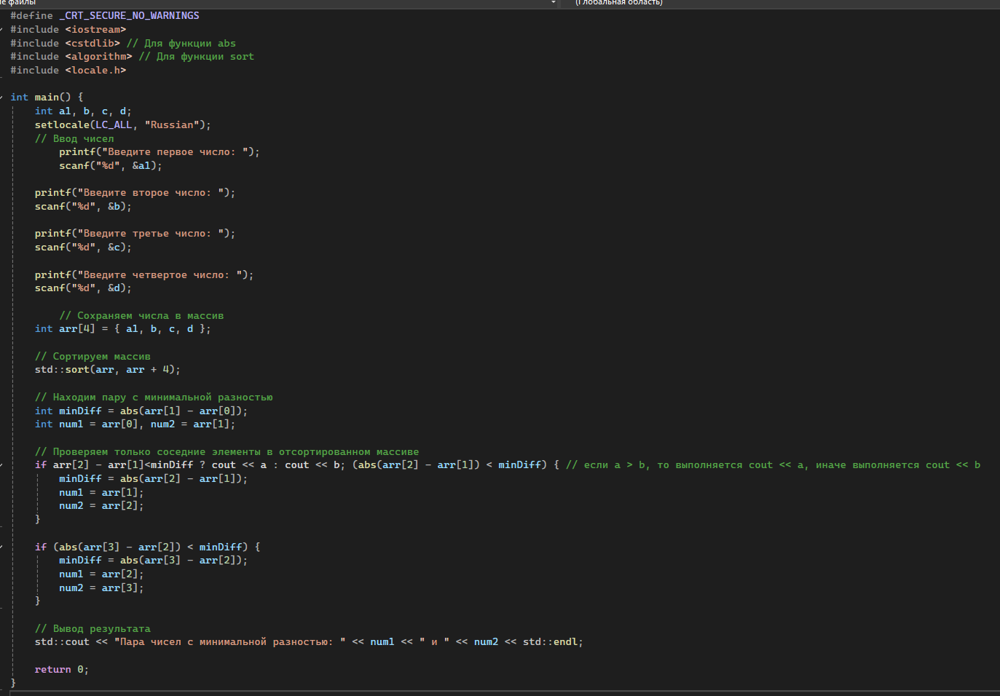 е файлы
(Глобальная область)
#define _CRT_SECURE_NO_WARNINGS
#include <iostream>
#include <cstdlib> // Для функции abs
#include <algorithm> // Для функции sort
#include <locale.h>
int main() {
int a1, b, c, d;
setlocale(LC_ALL, "Russian");
// Ввод чисел
printf("Введите первое число: ");
scanf("%d", &a1);
printf("Введите второе число: ");
scanf("%d", &b);
printf("Введите третье число: ");
scanf("%d", &c);
printf("Введите четвертое число: ");
scanf("%d", &d);
// Сохраняем числа в массив
int arr[4] = { a1, b, c, d };
// Сортируем массив
std::sort(arr, arr + 4);
// Находим пару с минимальной разностью
int minDiff = abs(arr[1] - arr[0]);
int num1 = arr[0], num2 = arr[1];
// Проверяем только соседние элементы в отсортированном массиве
if arr[2] - arr[1]<minDiff ? cout << a : cout << b; (abs(arr[2] - arr[1]) < minDiff) { // если a > b, то выполняется cout << a, иначе выполняется cout << b
minDiff = abs(arr[2] - arr[1]);
num1 = arr[1];
num2 = arr[2];
}
if (abs(arr[3] - arr[2]) < minDiff) {
minDiff = abs(arr[3] - arr[2]);
num1 = arr[2];
num2 = arr[3];
}
// Вывод результата
std::cout << "Пара чисел с минимальной разностью: " << num1 << " и " << num2 << std::endl;
return 0;
}